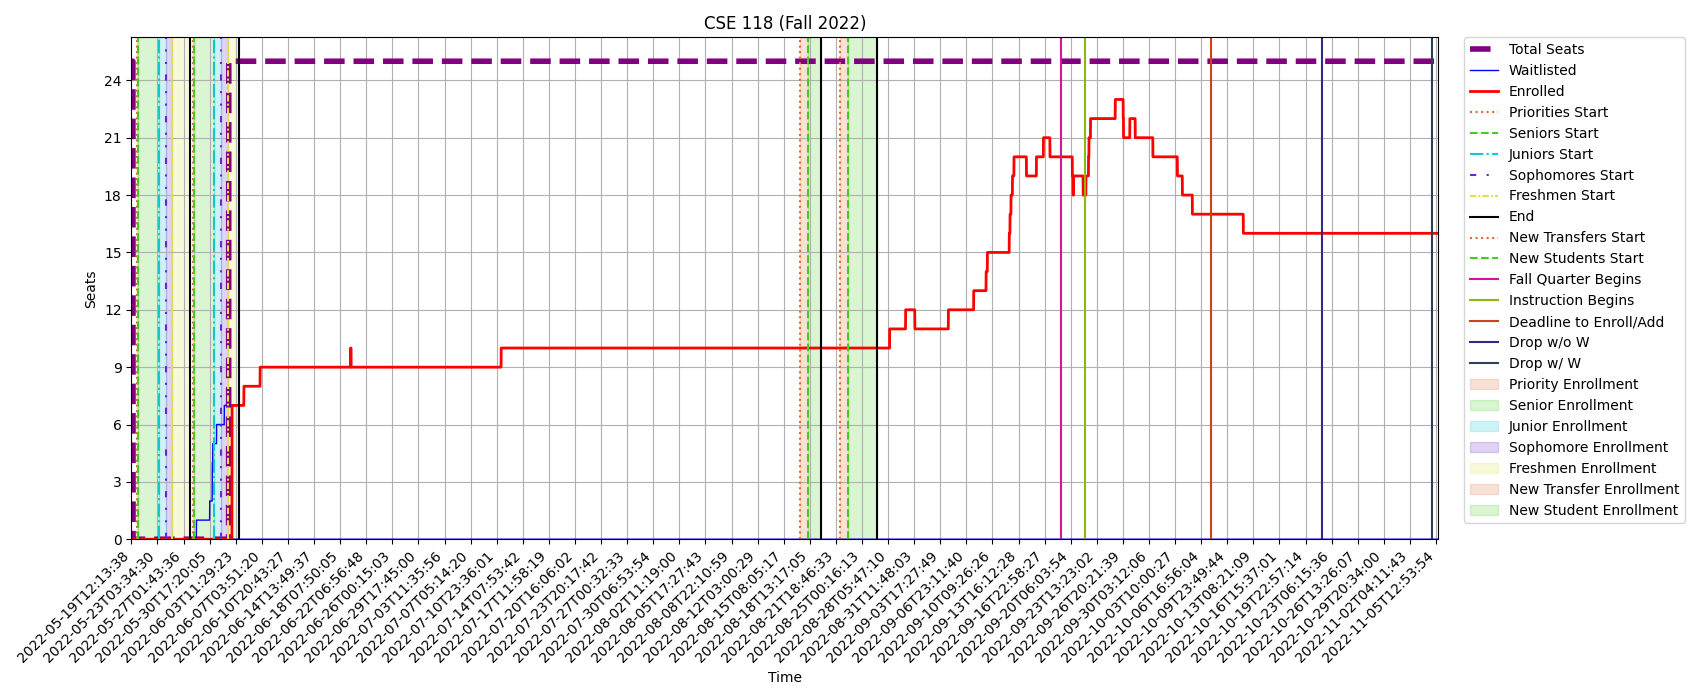 CSE 118 (Fall 2022)
Seats
24
21
18
15
12
9
6
3
0
2022-05-19T12:13:38
2022-05-23T03:34:30
2022-05-27T01:43:36
2022-05-30T17:20:05
2022-06-03T11:29:23
2022-06-07T03:51:20
2022-06-10T20:43:27
2022-06-14T13:49:37
2022-06-18T07:50:05
2022-06-22T06:56:48
2022-06-26T00:15:03
2022-06-29T17:45:00
2022-07-03T11:35:56
2022-07-07T05:14:20
2022-07-10T23:36:01
2022-07-14T07:53:42
2022-07-17T11:58:19
2022-07-20T16:06:02
2022-07-23T20:17:42
2022-07-27T00:32:33
2022-07-30T06:53:54
2022-08-02T11:19:00
2022-08-05T17:27:43
2022-08-08T22:10:59
2022-08-12T03:00:29
2022-08-15T08:05:17
2022-08-18T13:17:05
2022-08-21T18:46:33
2022-08-25T00:16:13
2022-08-28T05:47:10
2022-08-31T11:48:03
2022-09-03T17:27:49
2022-09-06T23:11:40
2022-09-10T09:26:26
2022-09-13T16:12:28
2022-09-16T22:58:27
2022-09-20T06:03:54
2022-09-23T13:23:02
2022-09-26T20:21:39
2022-09-30T03:12:06
2022-10-03T10:00:27
2022-10-06T16:56:04
2022-10-09T23:49:44
2022-10-13T08:21:09
2022-10-16T15:37:01
2022-10-19T22:57:14
2022-10-23T06:15:36
2022-10-26T13:26:07
2022-10-29T20:34:00
2022-11-02T04:11:43
2022-11-05T12:53:54
Time
Total Seats
Waitlisted
Enrolled
Priorities Start
Seniors Start
Juniors Start
Sophomores Start
Freshmen Start
End
New Transfers Start
New Students Start
Fall Quarter Begins
Instruction Begins
Deadline to Enroll/Add
Drop w/o W
Drop w/ W
Priority Enrollment
Senior Enrollment
Junior Enrollment
Sophomore Enrollment
Freshmen Enrollment
New Transfer Enrollment
New Student Enrollment